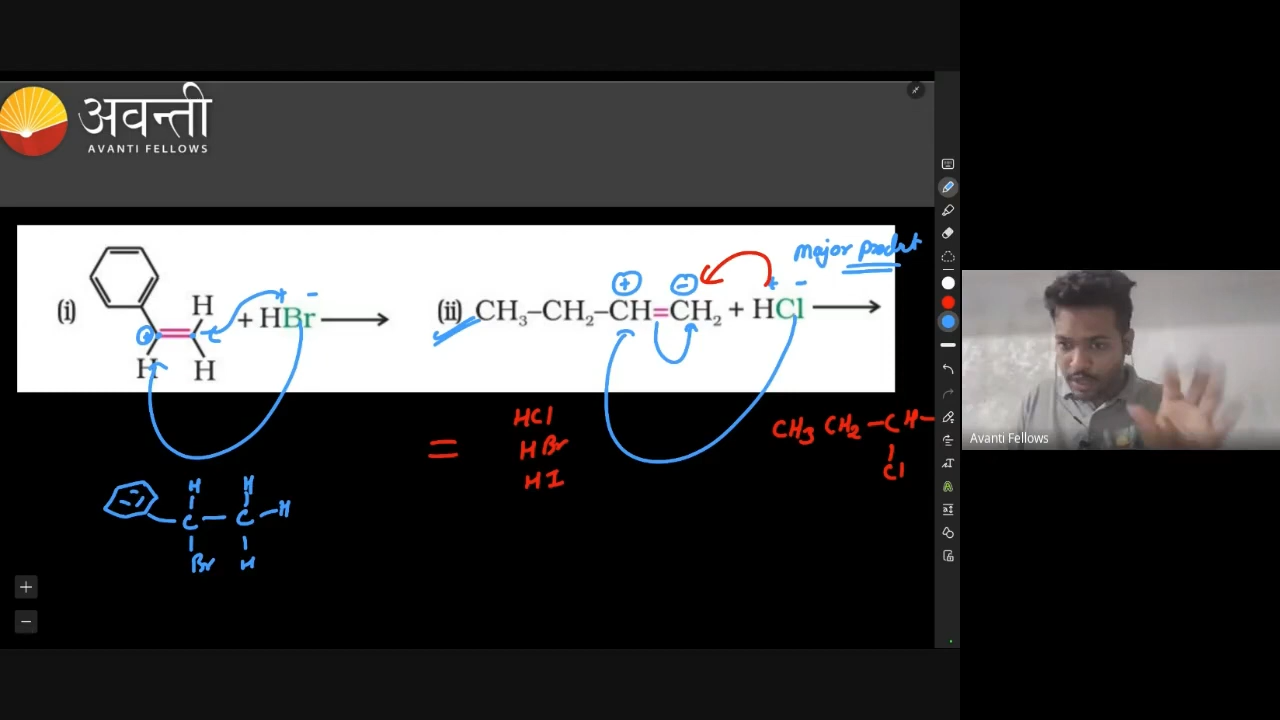 अवन्ती
AVANTI FELLOWS
major product
(i)
H
H
H
+ HBr
+ −
(ii) CH₃–CH₂–CH=CH₂ + HCl
+ −
+ −
HCl
HBr
HI
=
CH₃ CH₂ – CH –
Cl
H H
C – C – H
Br H
Avanti Fellows